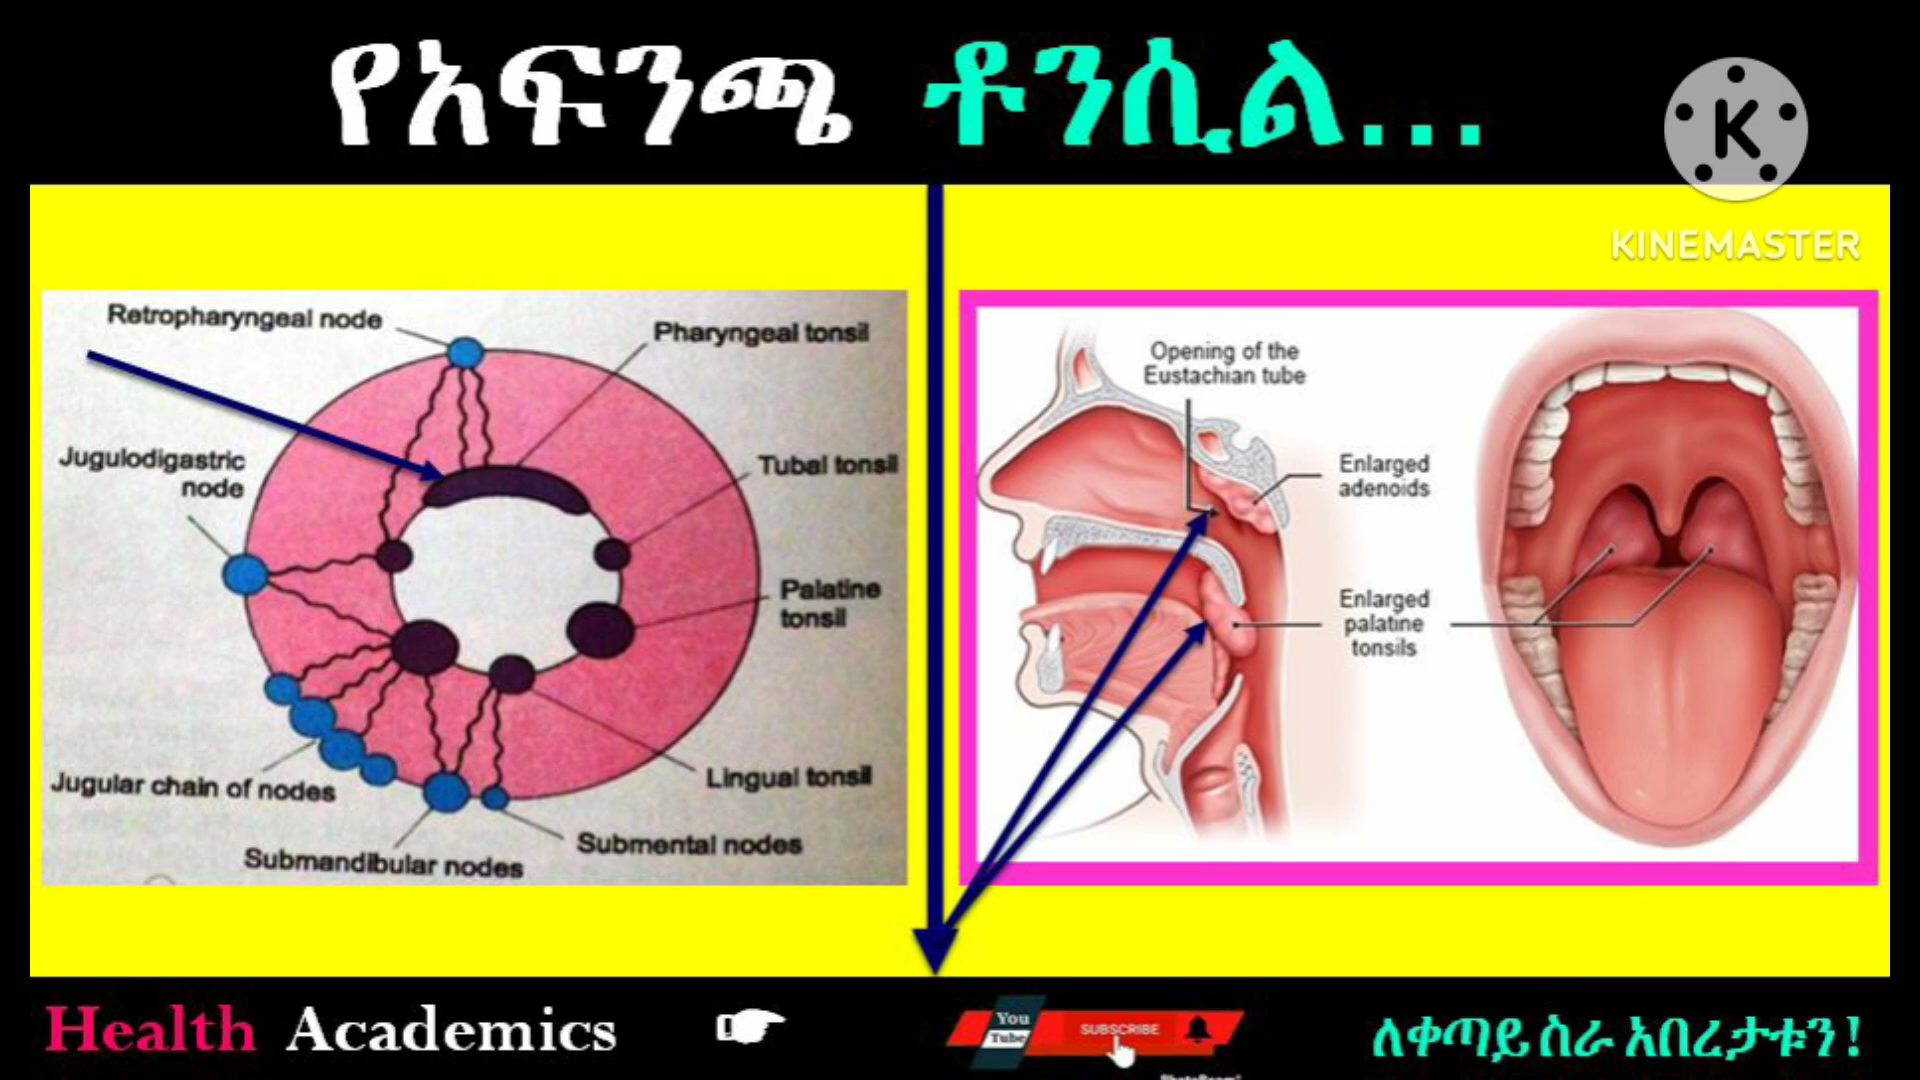 የአፍንጫ ቶንሲል...
K
KINEMASTER
Retropharyngeal node
Pharyngeal tonsil
Jugulodigastric
node
Tubal tonsil
Palatine
tonsil
Lingual tonsil
Jugular chain of nodes
Submental nodes
Submandibular nodes
Opening of the
Eustachian tube
Enlarged
adenoids
Enlarged
palatine
tonsils
Health Academics
You
Tube
SUBSCRIBE
ለቀጣይ ስራ አበረታቱን!